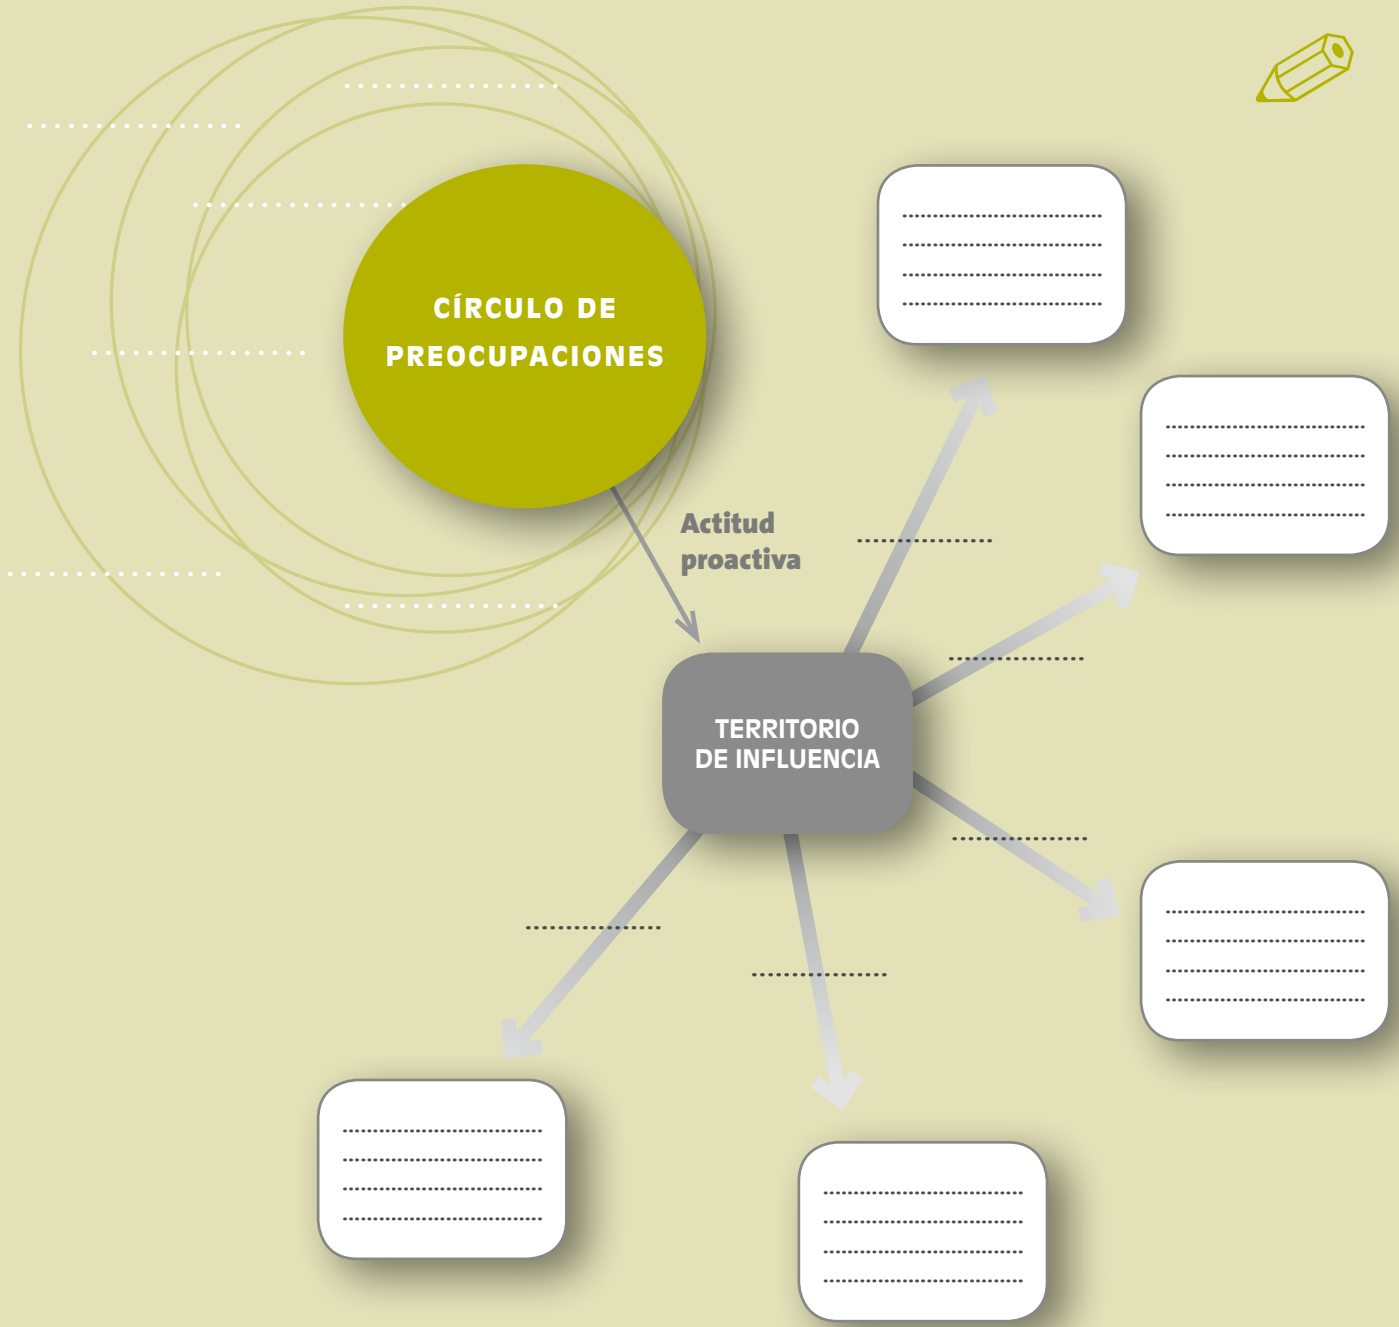 CÍRCULO DE
PREOCUPACIONES
Actitud
proactiva
TERRITORIO
DE INFLUENCIA